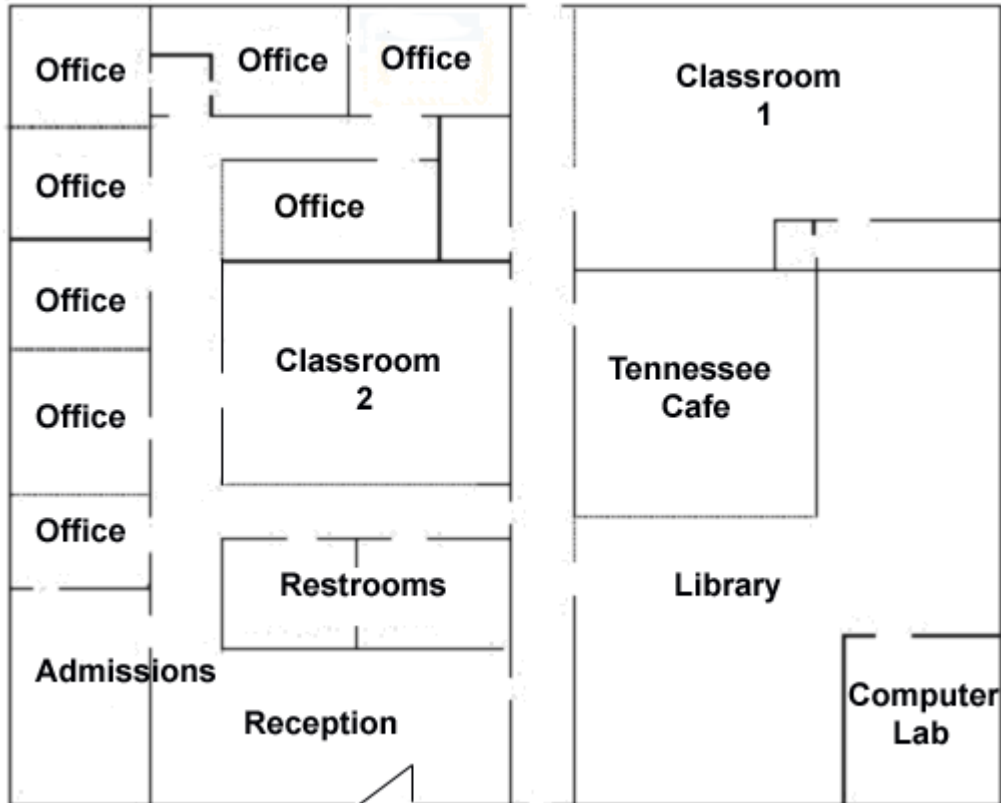 Office
Office
Office
Classroom
1
Office
Office
Office
Classroom
2
Tennessee
Cafe
Office
Office
Restrooms
Library
Admissions
Reception
Computer
Lab